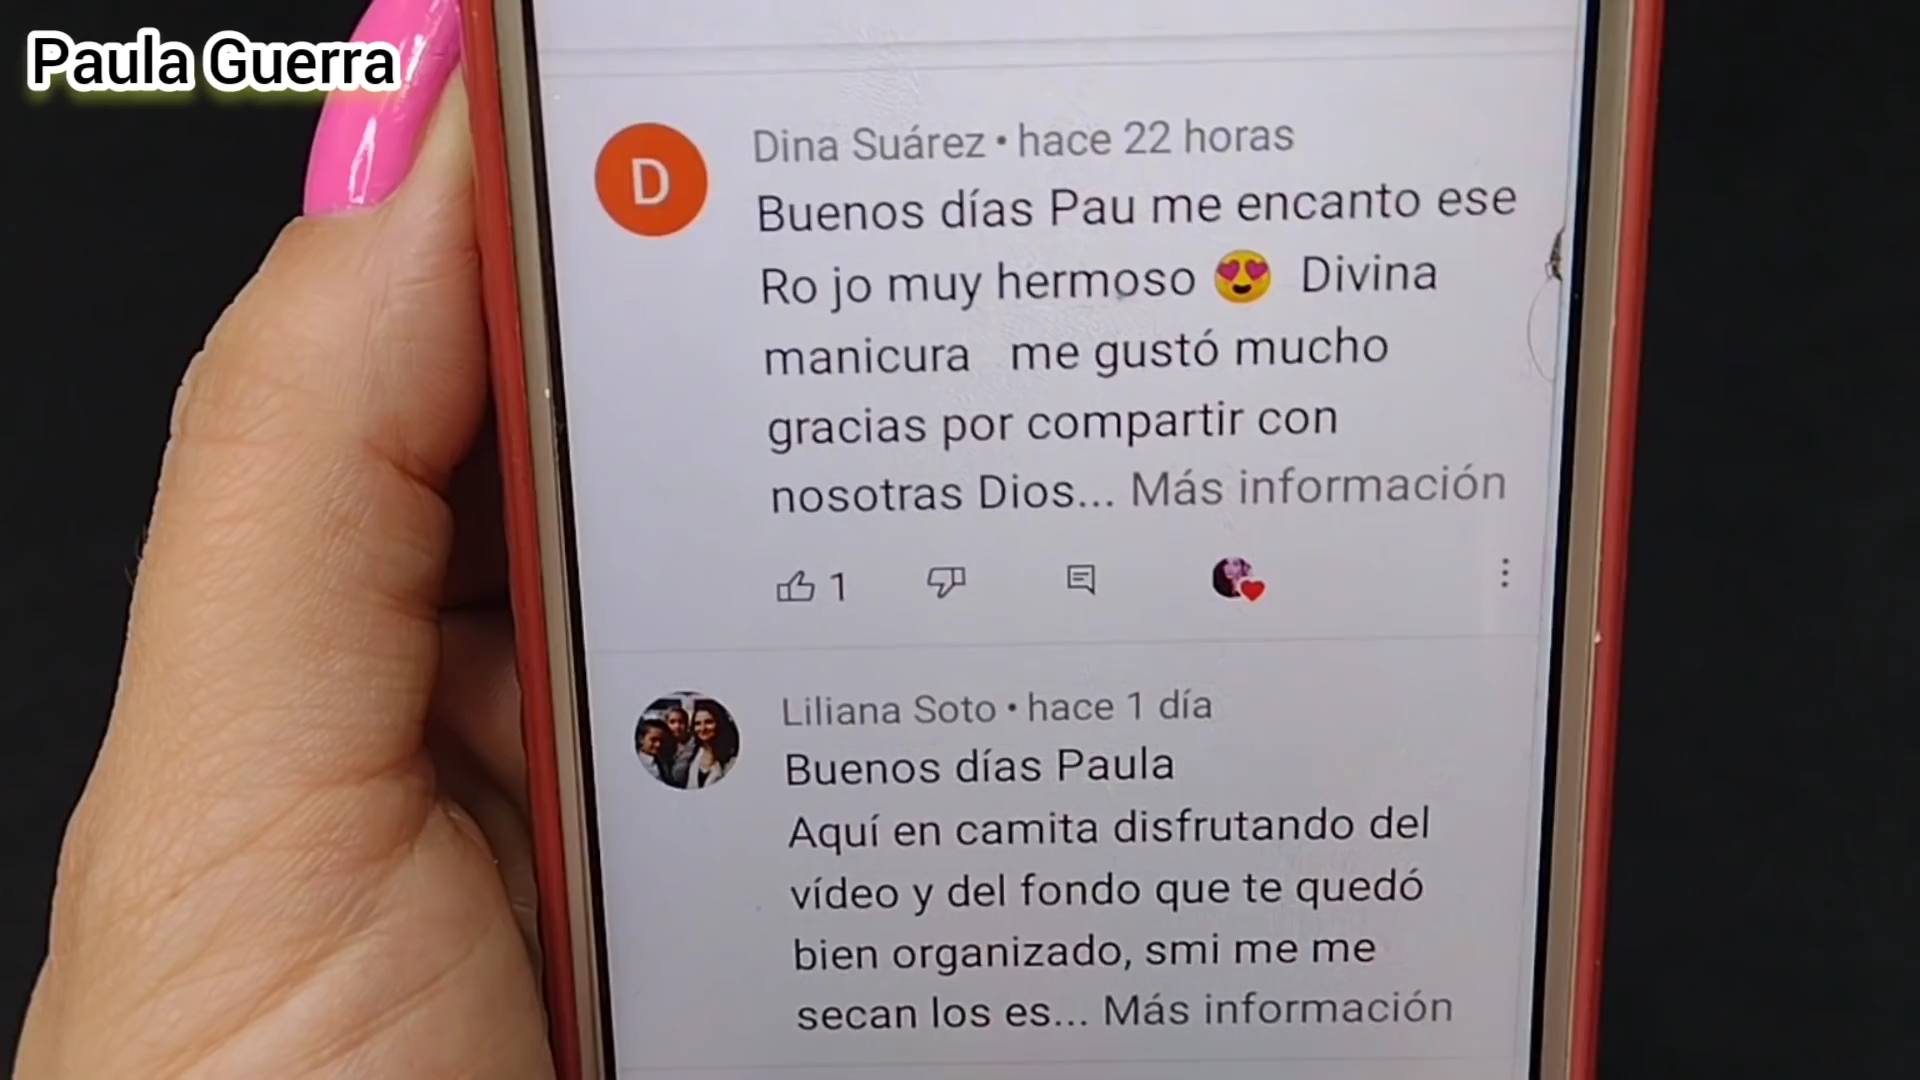 Paula Guerra
D
Dina Suárez • hace 22 horas
Buenos días Pau me encanto ese
Ro jo muy hermoso 😍 Divina
manicura me gustó mucho
gracias por compartir con
nosotras Dios... Más información
1
Liliana Soto • hace 1 día
Buenos días Paula
Aquí en camita disfrutando del
vídeo y del fondo que te quedó
bien organizado, smi me me
secan los es... Más información